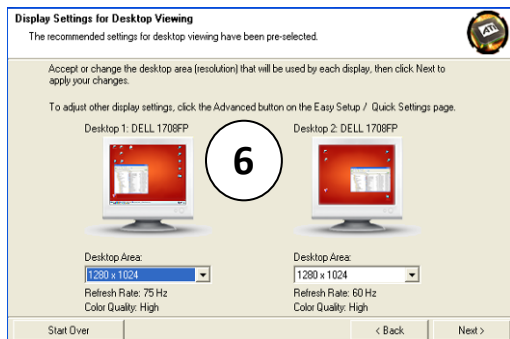 Display Settings for Desktop Viewing
The recommended settings for desktop viewing have been pre-selected.
ATI
Accept or change the desktop area (resolution) that will be used by each display, then click Next to
apply your changes.
To adjust other display settings, click the Advanced button on the Easy Setup / Quick Settings page.
Desktop 1: DELL 1708FP
Desktop 2: DELL 1708FP
6
Desktop Area:
Desktop Area:
1280 x 1024
1280 x 1024
Refresh Rate: 75 Hz
Refresh Rate: 60 Hz
Color Quality: High
Color Quality: High
Start Over
< Back
Next >